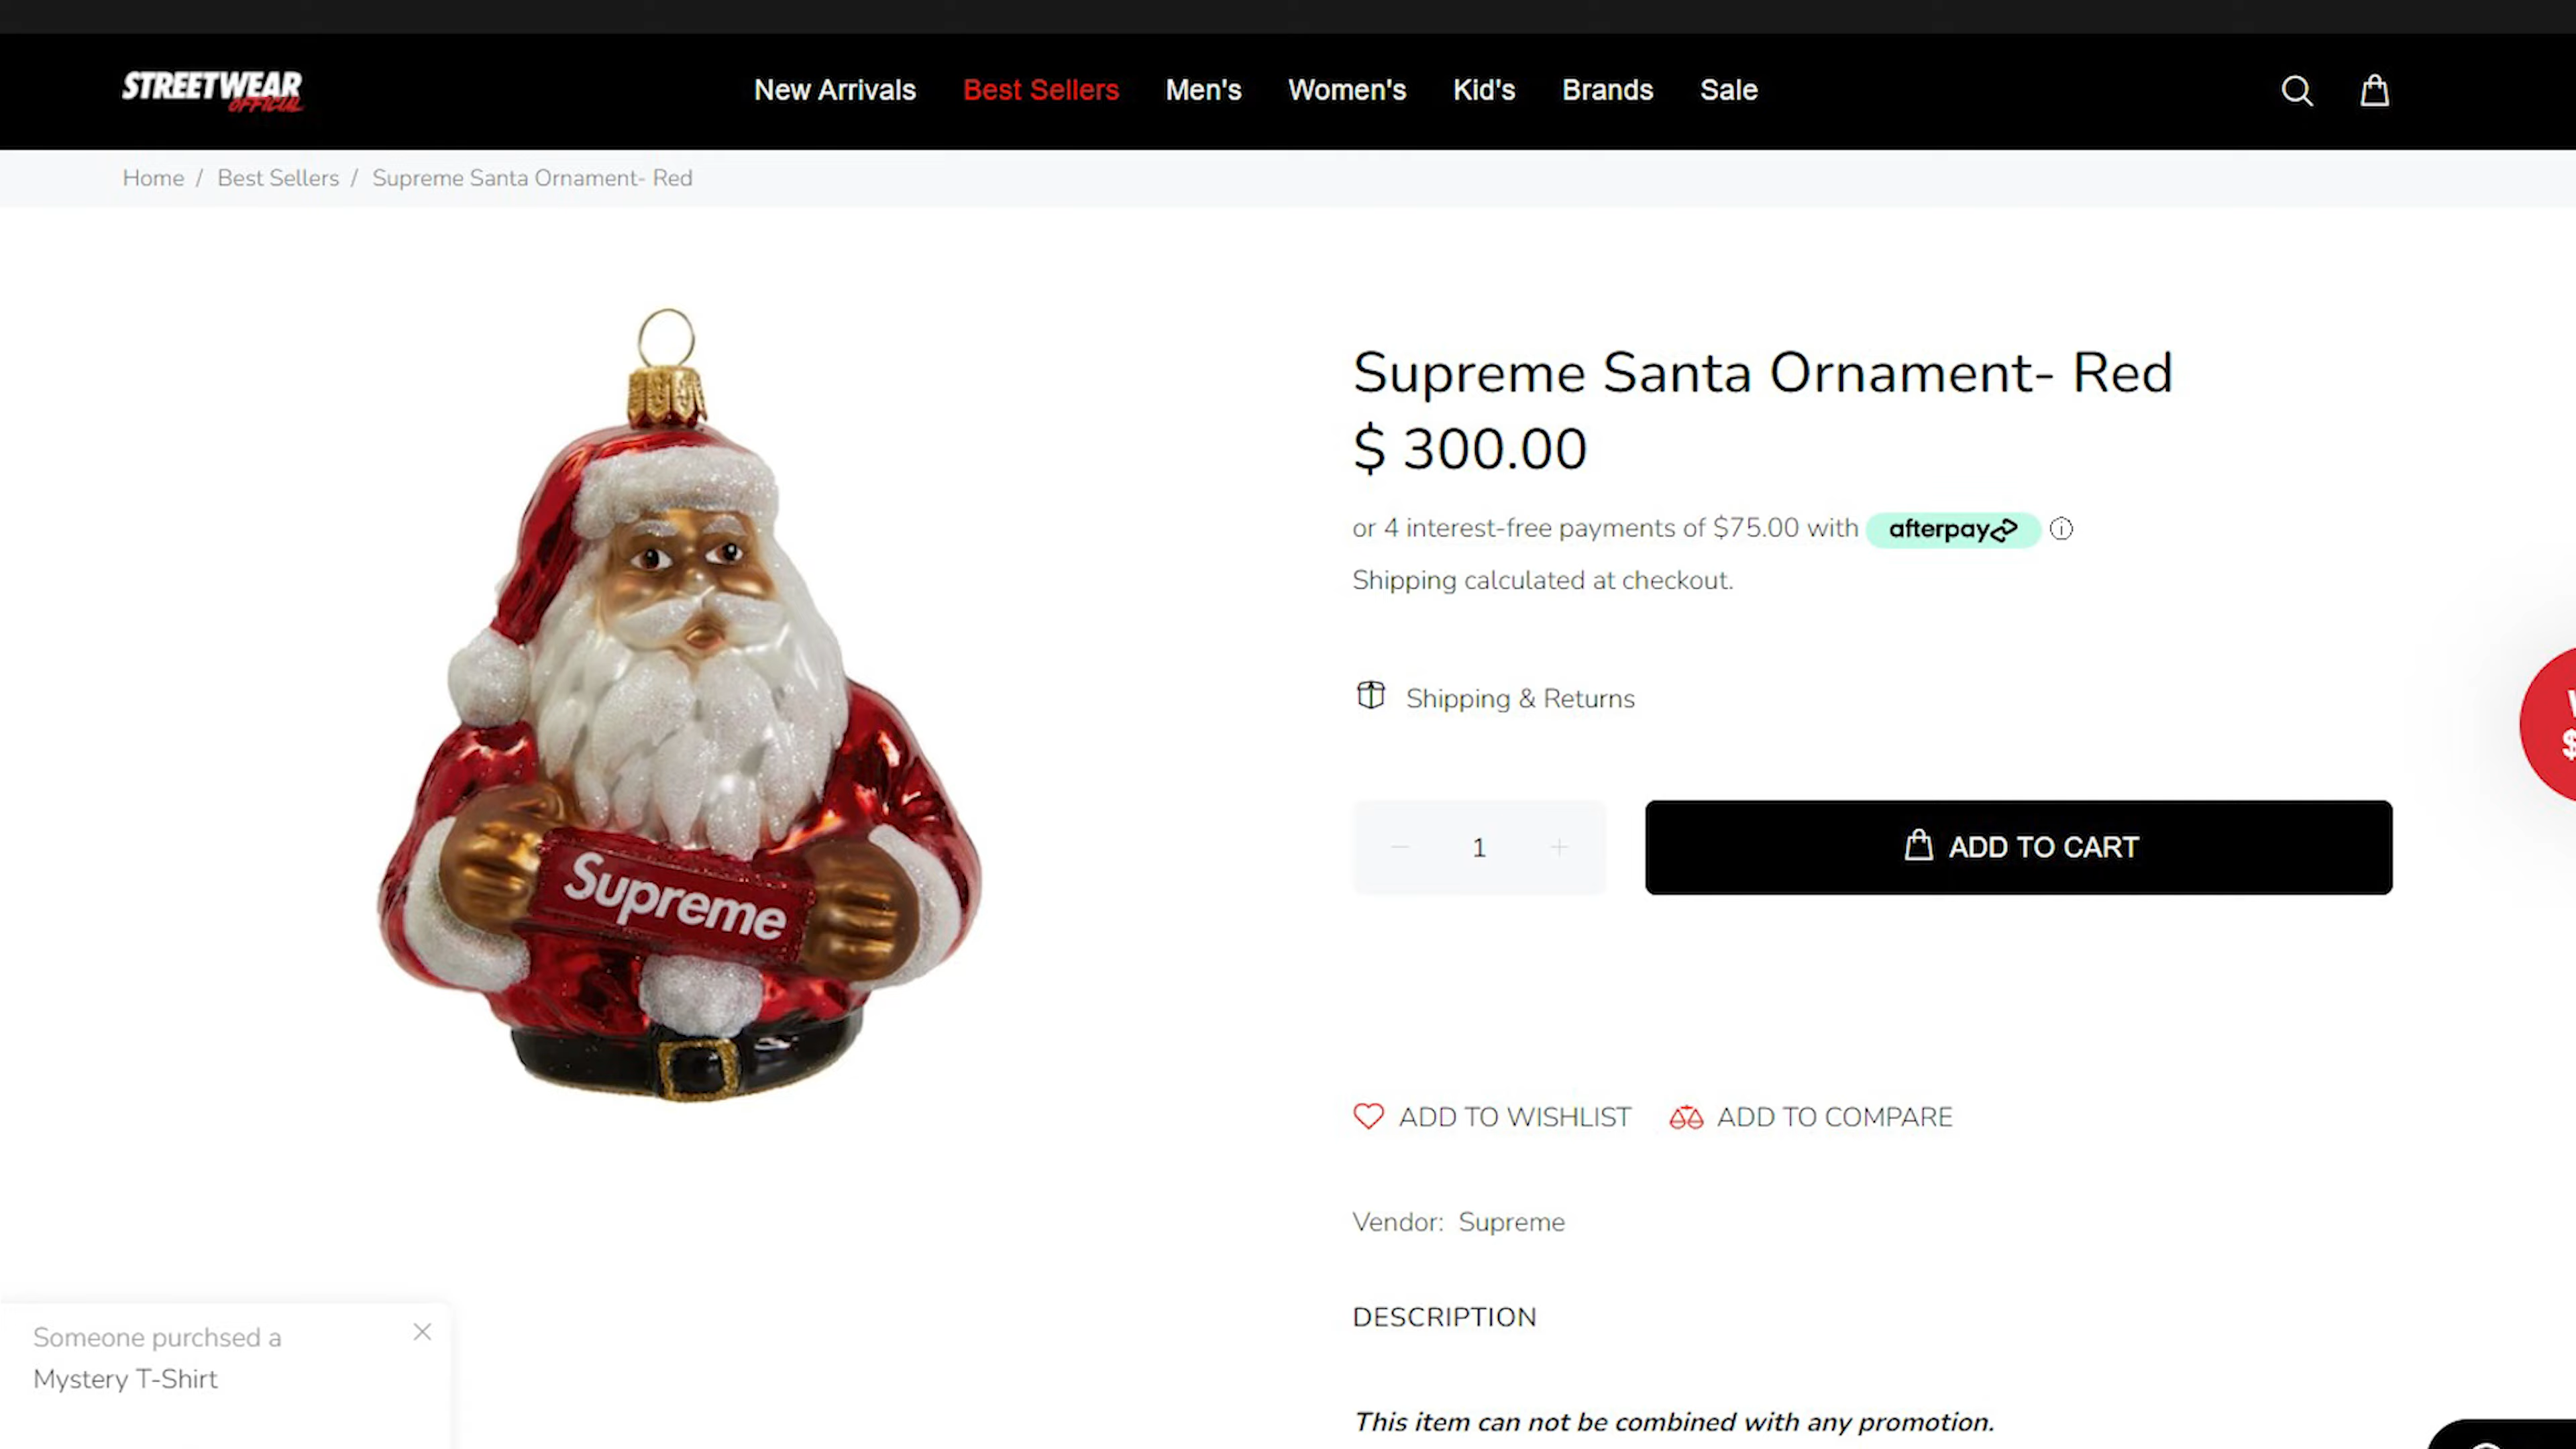 STREETWEAR
OFFICIAL
New Arrivals Best Sellers Men's Women's Kid's Brands Sale
Home / Best Sellers / Supreme Santa Ornament- Red
Supreme Santa Ornament- Red
$ 300.00
or 4 interest-free payments of $75.00 with afterpay
Shipping calculated at checkout.
Shipping & Returns
$
1
ADD TO CART
Supreme
ADD TO WISHLIST ADD TO COMPARE
Vendor: Supreme
DESCRIPTION
This item can not be combined with any promotion.
Someone purchsed a
Mystery T-Shirt